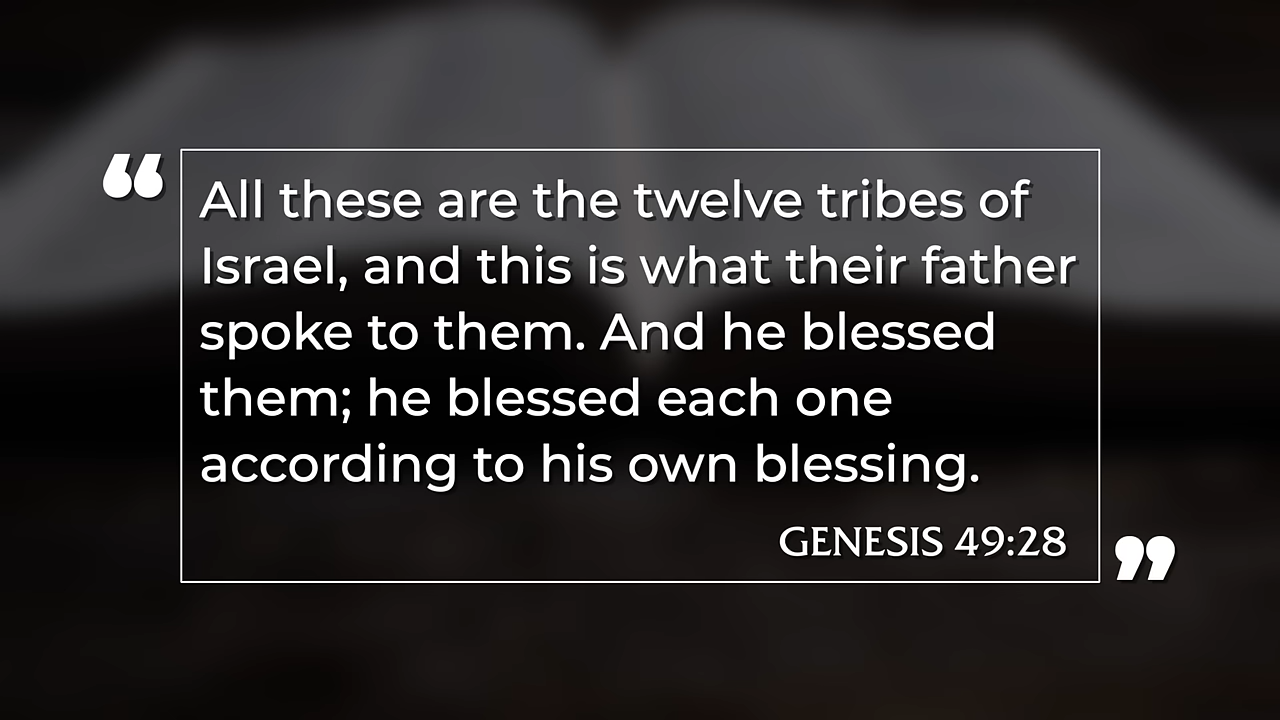 “
All these are the twelve tribes of
Israel, and this is what their father
spoke to them. And he blessed
them; he blessed each one
according to his own blessing.
GENESIS 49:28
”